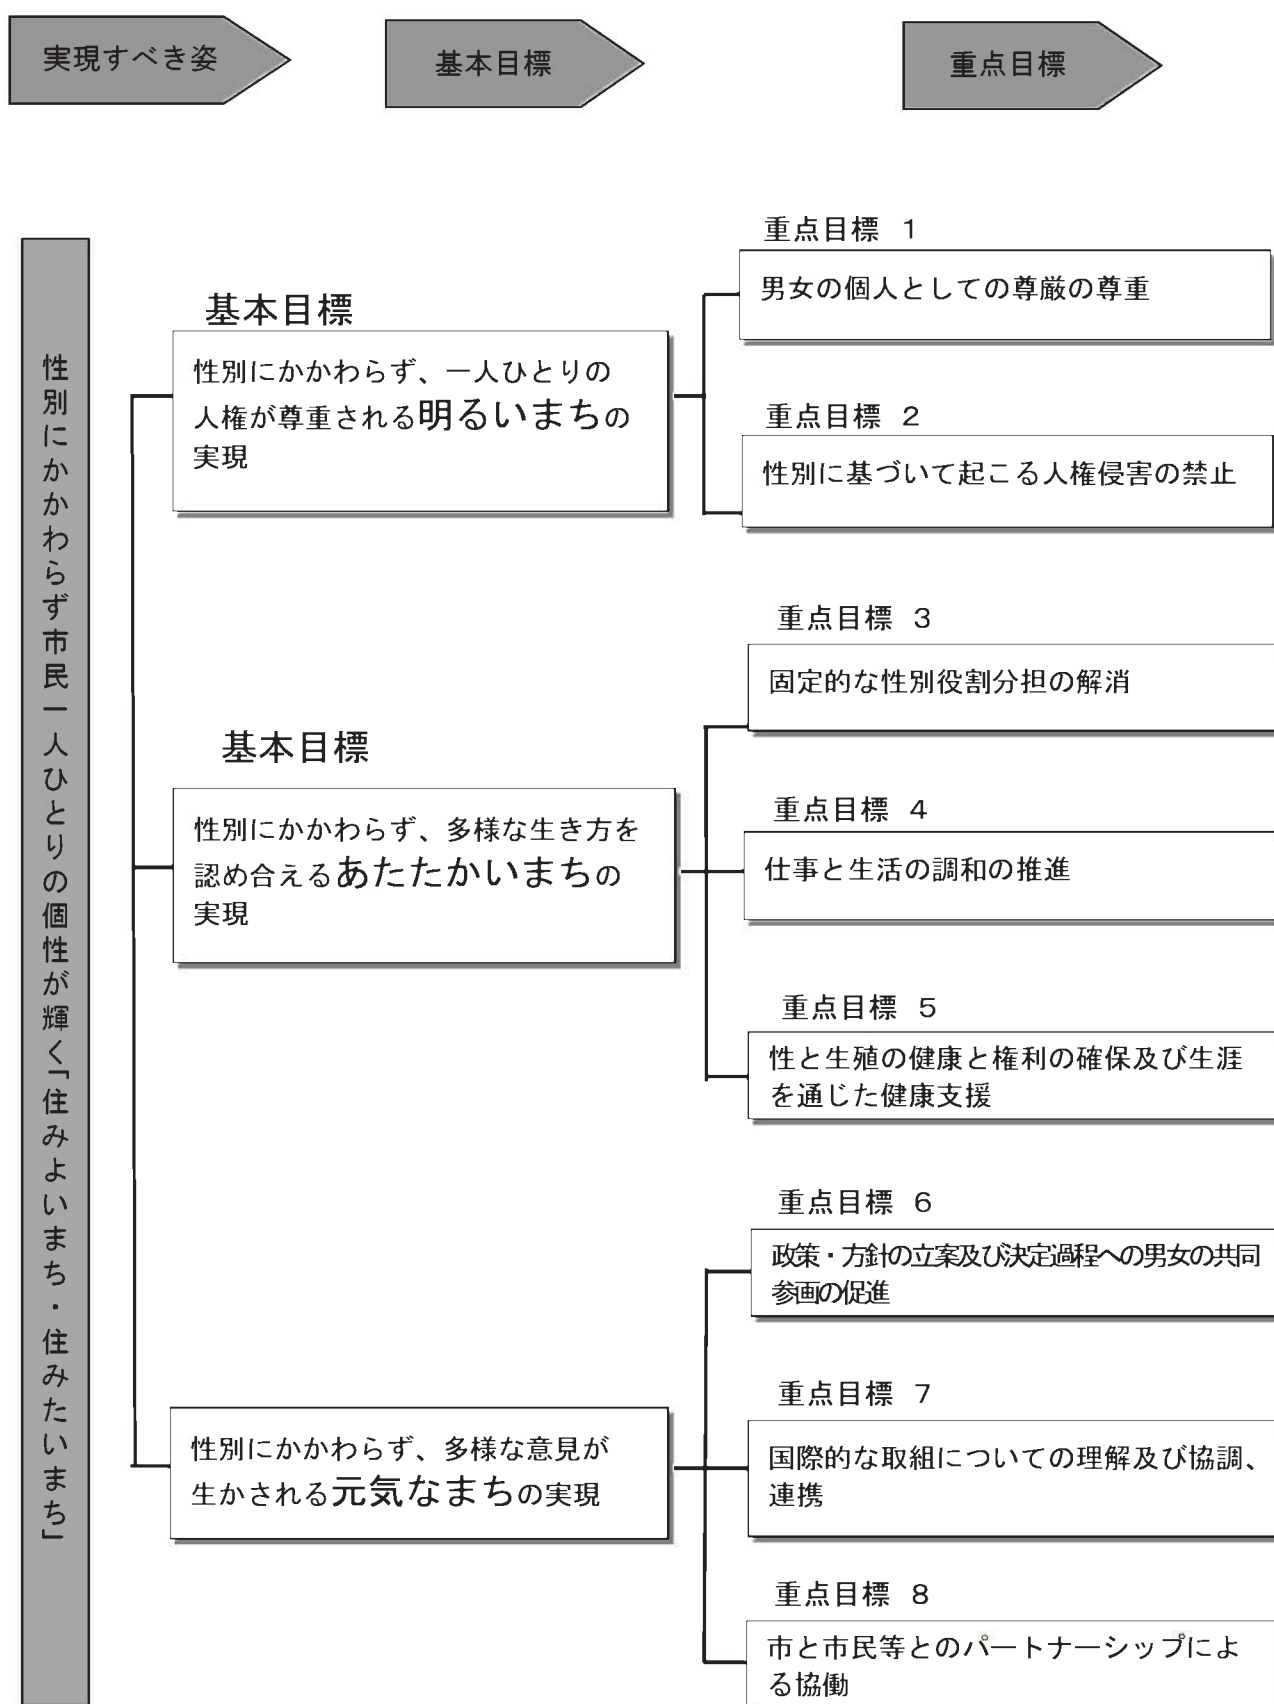 実現すべき姿
基本目標
重点目標
性別にかかわらず市民一人ひとりの個性が輝く「住みよいまち・住みたいまち」
基本目標
性別にかかわらず、一人ひとりの
人権が尊重される明るいまちの
実現
重点目標 1
男女の個人としての尊厳の尊重
重点目標 2
性別に基づいて起こる人権侵害の禁止
基本目標
性別にかかわらず、多様な生き方を
認め合えるあたたかいまちの
実現
重点目標 3
固定的な性別役割分担の解消
重点目標 4
仕事と生活の調和の推進
重点目標 5
性と生殖の健康と権利の確保及び生涯
を通じた健康支援
性別にかかわらず、多様な意見が
生かされる元気なまちの実現
重点目標 6
政策・方針の立案及び決定過程への男女の共同
参画の促進
重点目標 7
国際的な取組についての理解及び協調、
連携
重点目標 8
市と市民等とのパートナーシップによ
る協働